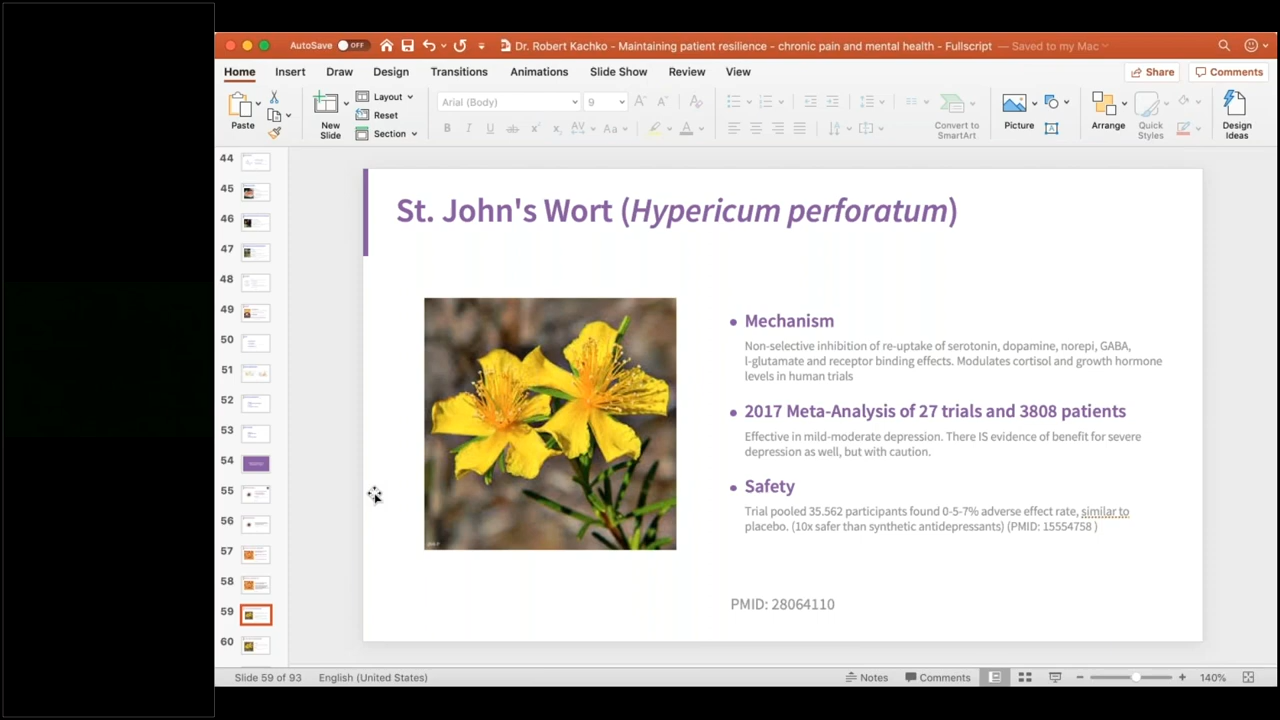 AutoSave OFF Dr. Robert Kachko - Maintaining patient resilience - chronic pain and mental health - Fullscript — Saved to my Mac
Home Insert Draw Design Transitions Animations Slide Show Review View Share Comments
Paste
New Slide
Layout
Reset
Section
Arial (Body) 9
Convert to SmartArt
Picture
Arrange
Quick Styles
Design Ideas
44
45
46
47
48
49
50
51
52
53
54
55
56
57
58
59
60
St. John's Wort (Hypericum perforatum)
• Mechanism
Non-selective inhibition of re-uptake of serotonin, dopamine, norepi, GABA,
l-glutamate and receptor binding effects. Modulates cortisol and growth hormone
levels in human trials
• 2017 Meta-Analysis of 27 trials and 3808 patients
Effective in mild-moderate depression. There IS evidence of benefit for severe
depression as well, but with caution.
• Safety
Trial pooled 35.562 participants found 0-5-7% adverse effect rate, similar to
placebo. (10x safer than synthetic antidepressants) (PMID: 15554758 )
PMID: 28064110
Slide 59 of 93 English (United States) Notes Comments 140%